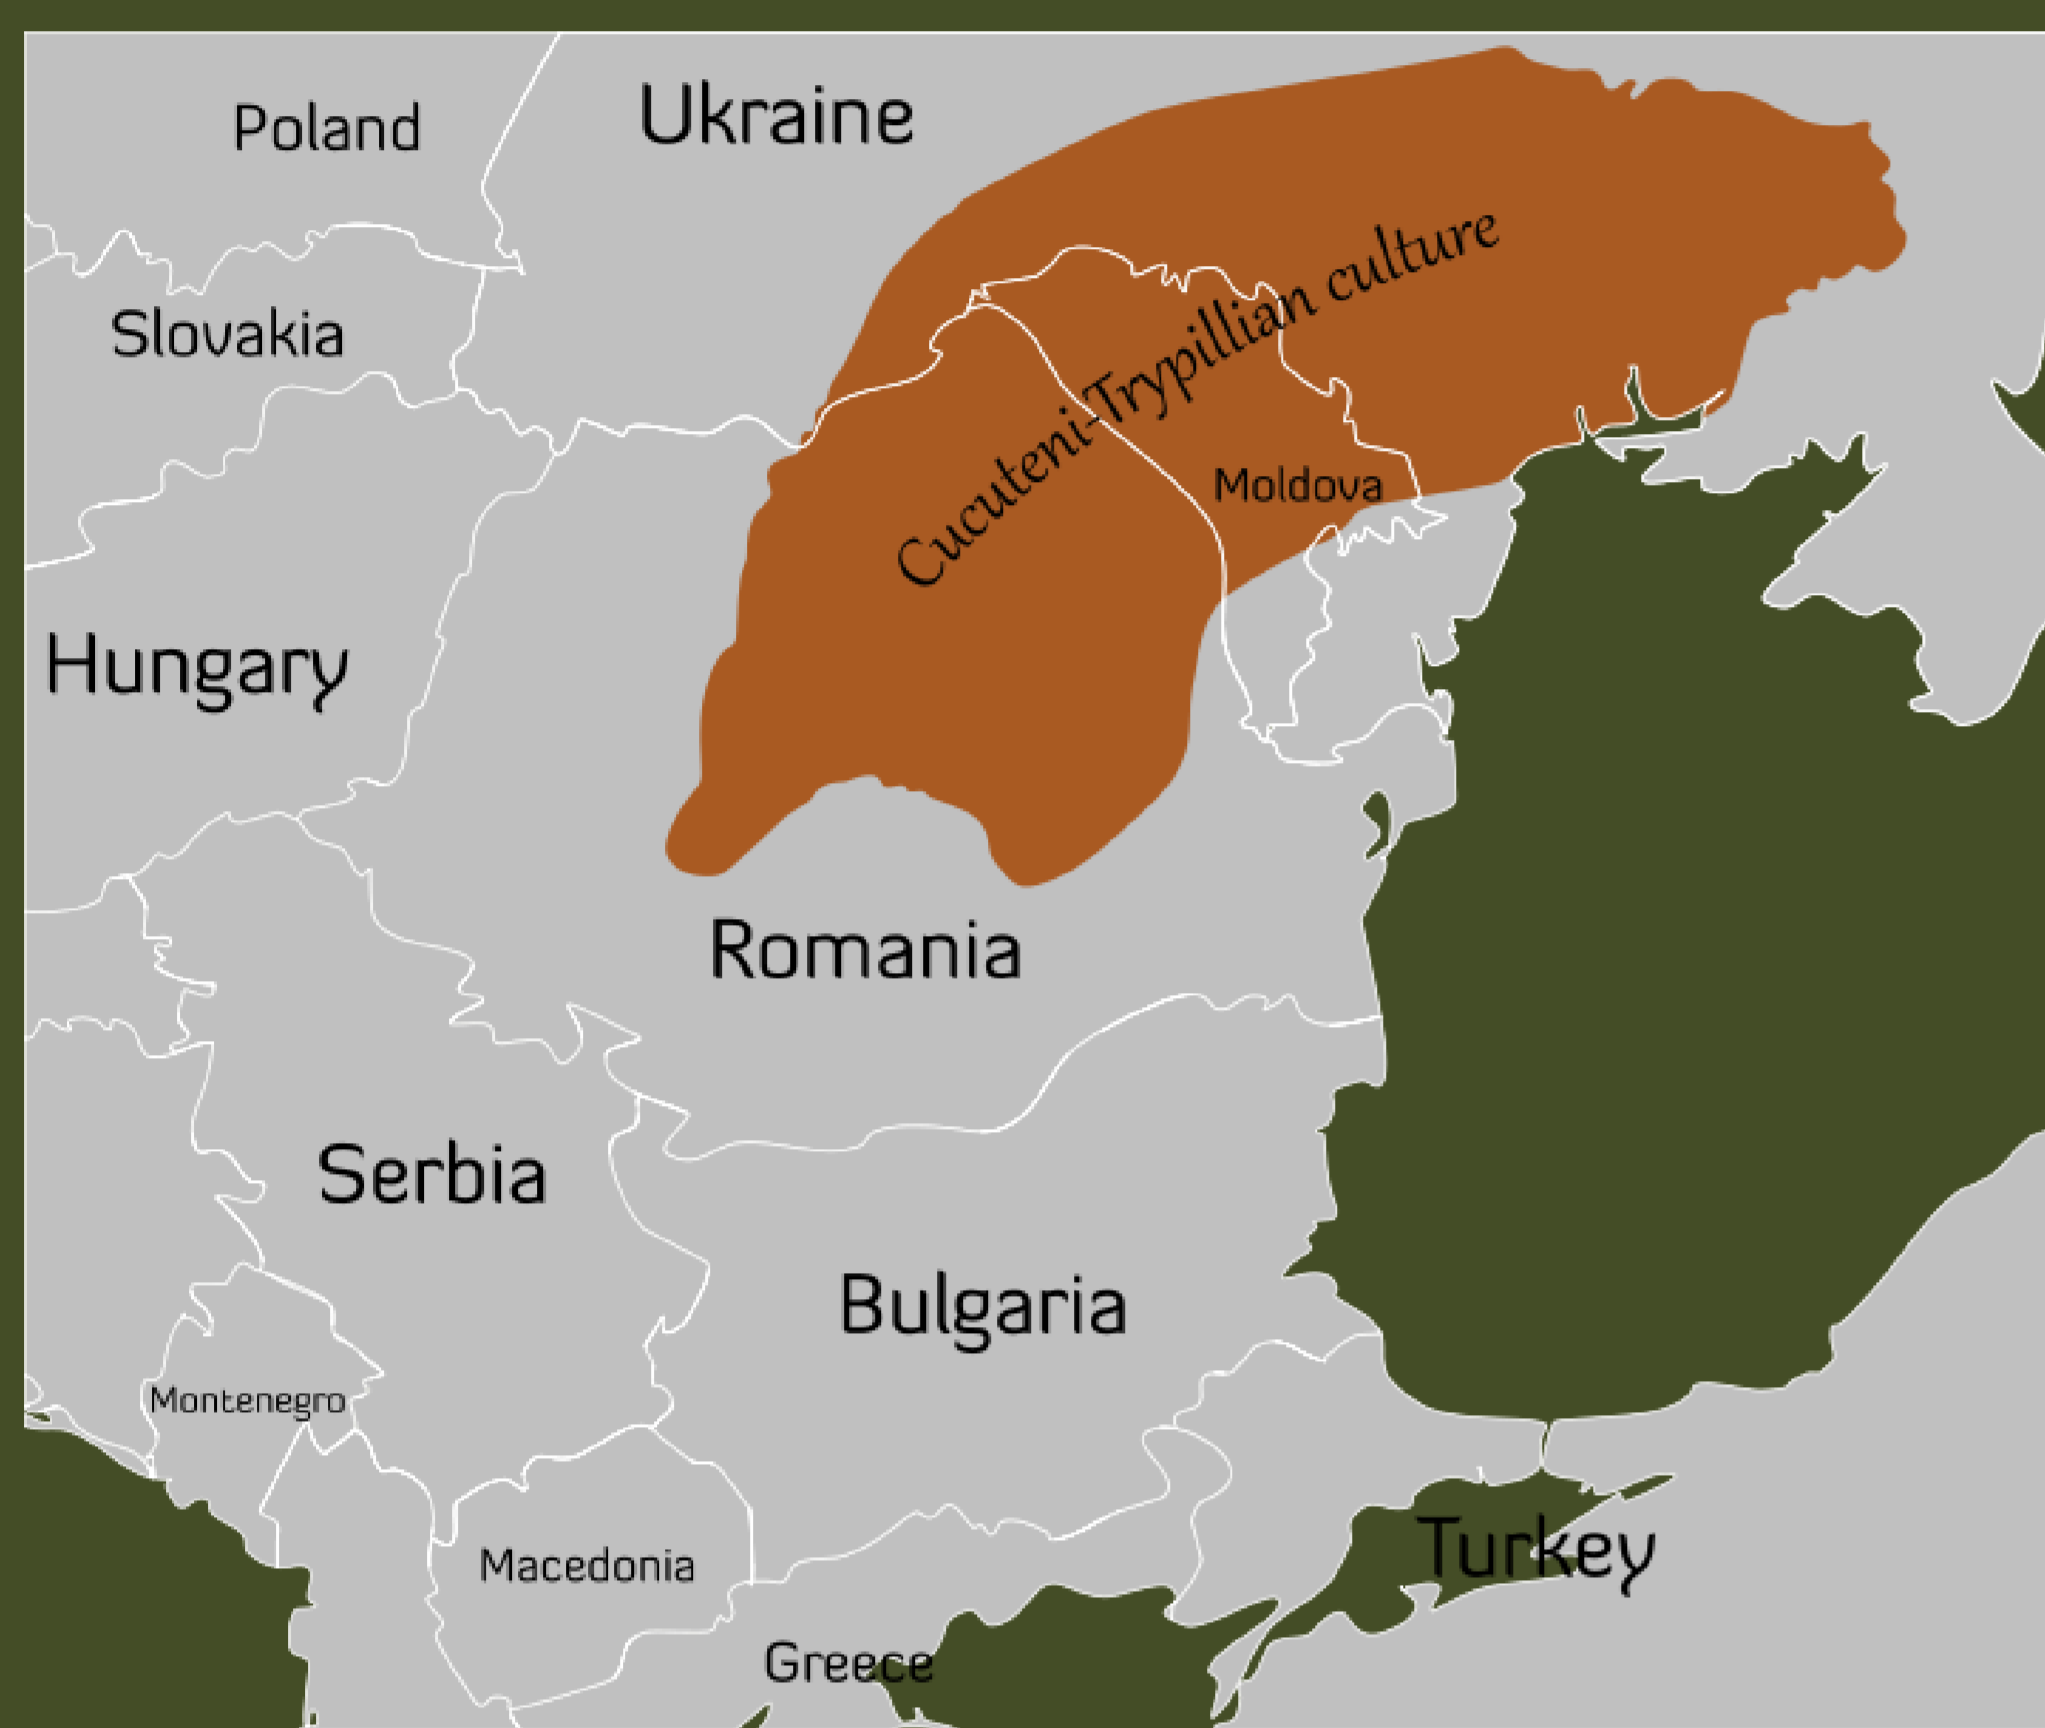 Ukraine
Poland
Cucuteni-Trypillian culture
Slovakia
Moldova
Hungary
Romania
Serbia
Bulgaria
Montenegro
Turkey
Macedonia
Greece